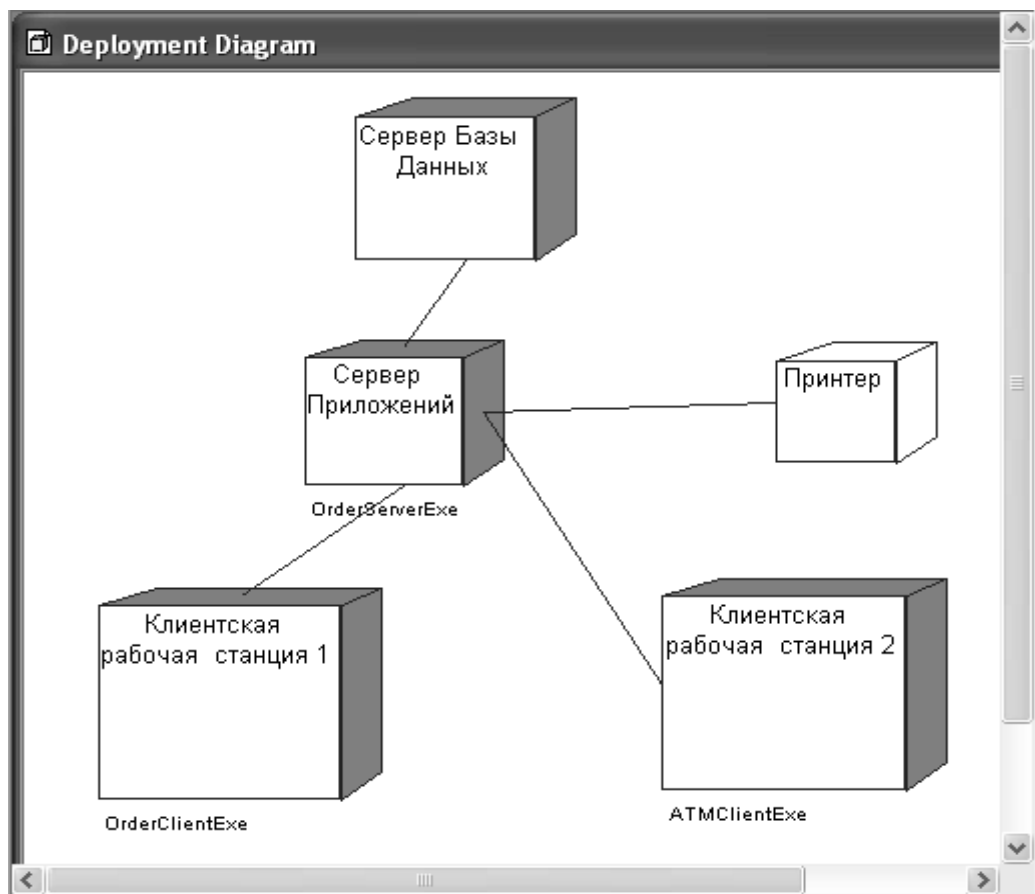 Deployment Diagram
Сервер Базы
Данных
Сервер
Приложений
OrderServerExe
Принтер
Клиентская
рабочая станция 1
OrderClientExe
Клиентская
рабочая станция 2
ATMClientExe